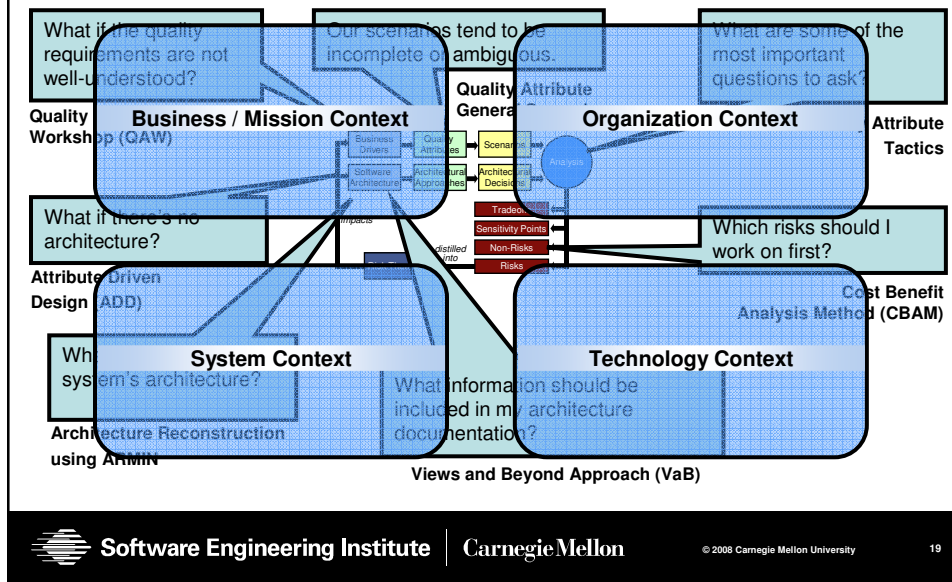 What if the quality
requirements are not
well-understood?
Our scenarios tend to be
incomplete or ambiguous.
What are some of the
most important
questions to ask?
Quality Attribute
General
Business / Mission Context
Organization Context
Quality
Workshop (QAW)
Attribute
Tactics
Business
Drivers
Quality
Attributes
Scenarios
Analysis
Software
Architecture
Architectural
Approaches
Architectural
Decisions
Tradeoffs
Sensitivity Points
Non-Risks
Risks
impacts
distilled
into
What if there's no
architecture?
Which risks should I
work on first?
Attribute Driven
Design (ADD)
Cost Benefit
Analysis Method (CBAM)
System Context
Technology Context
Wh
system's architecture?
What information should be
included in my architecture
documentation?
Architecture Reconstruction
using ARMIN
Views and Beyond Approach (VaB)
Software Engineering Institute
Carnegie Mellon
© 2008 Carnegie Mellon University
19